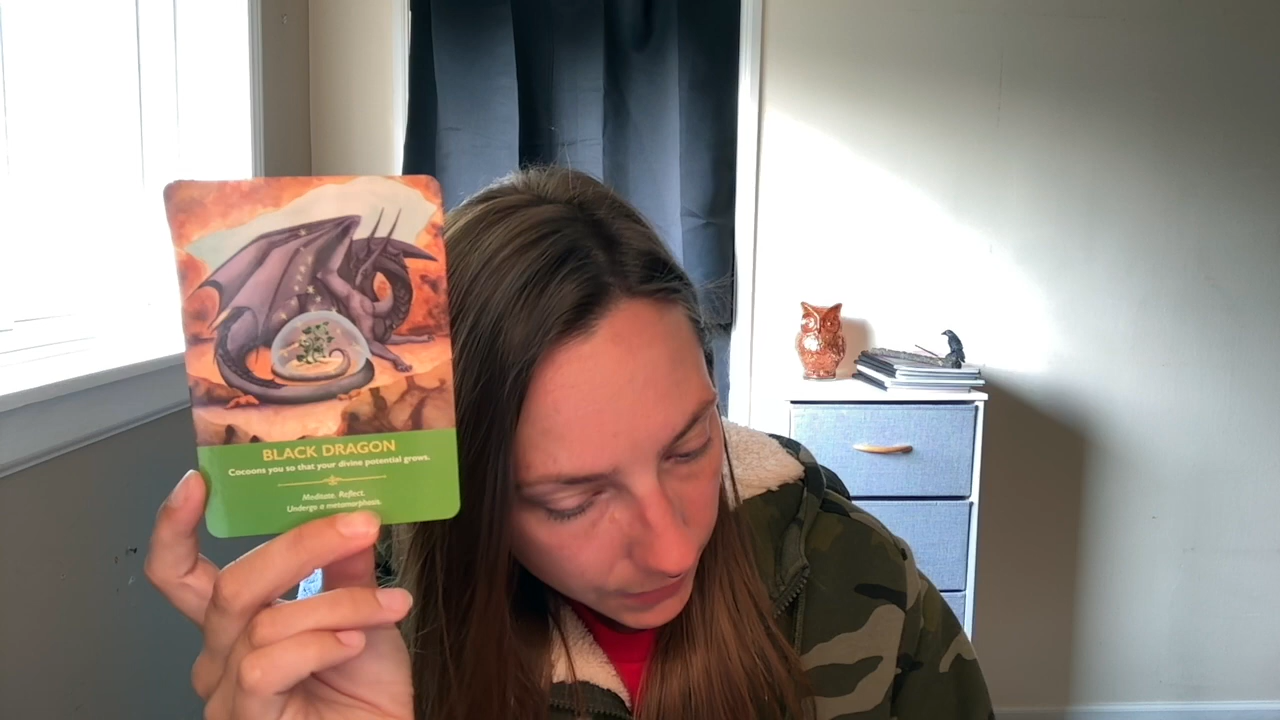 BLACK DRAGON
Cocoons you so that your divine potential grows.
Meditate. Reflect.
Undergo a metamorphosis.